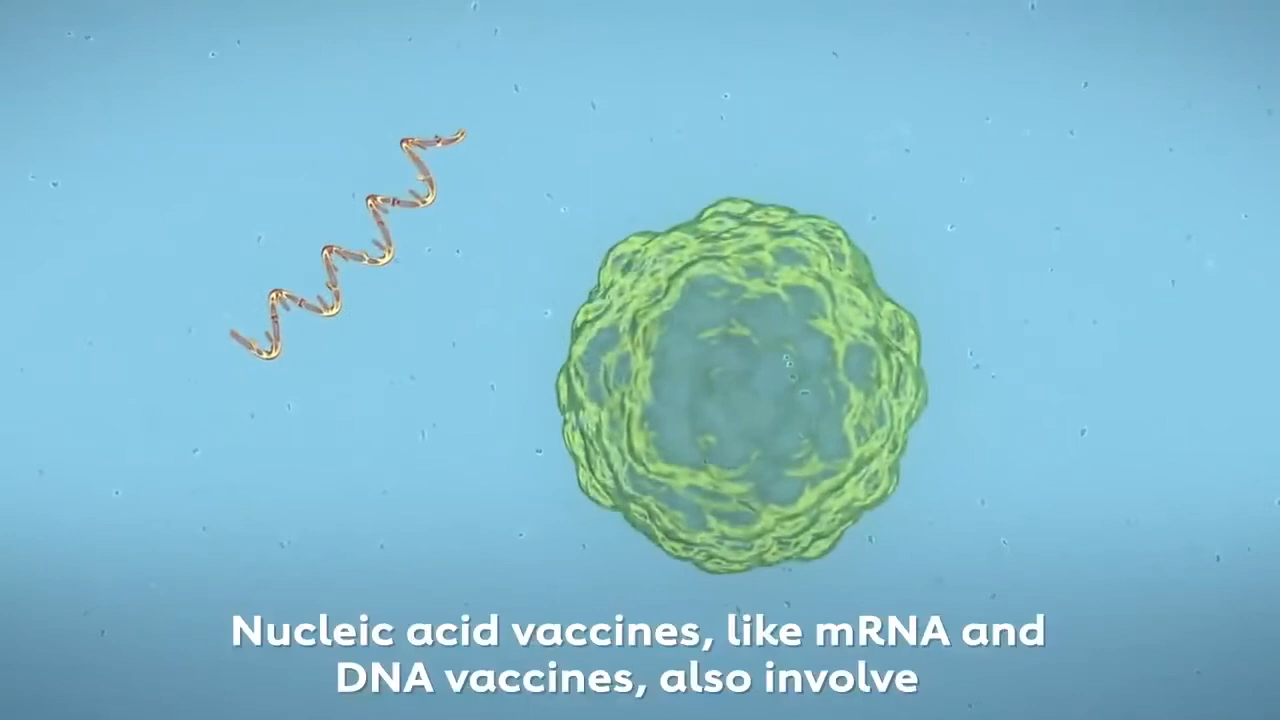 Nucleic acid vaccines, like mRNA and
DNA vaccines, also involve